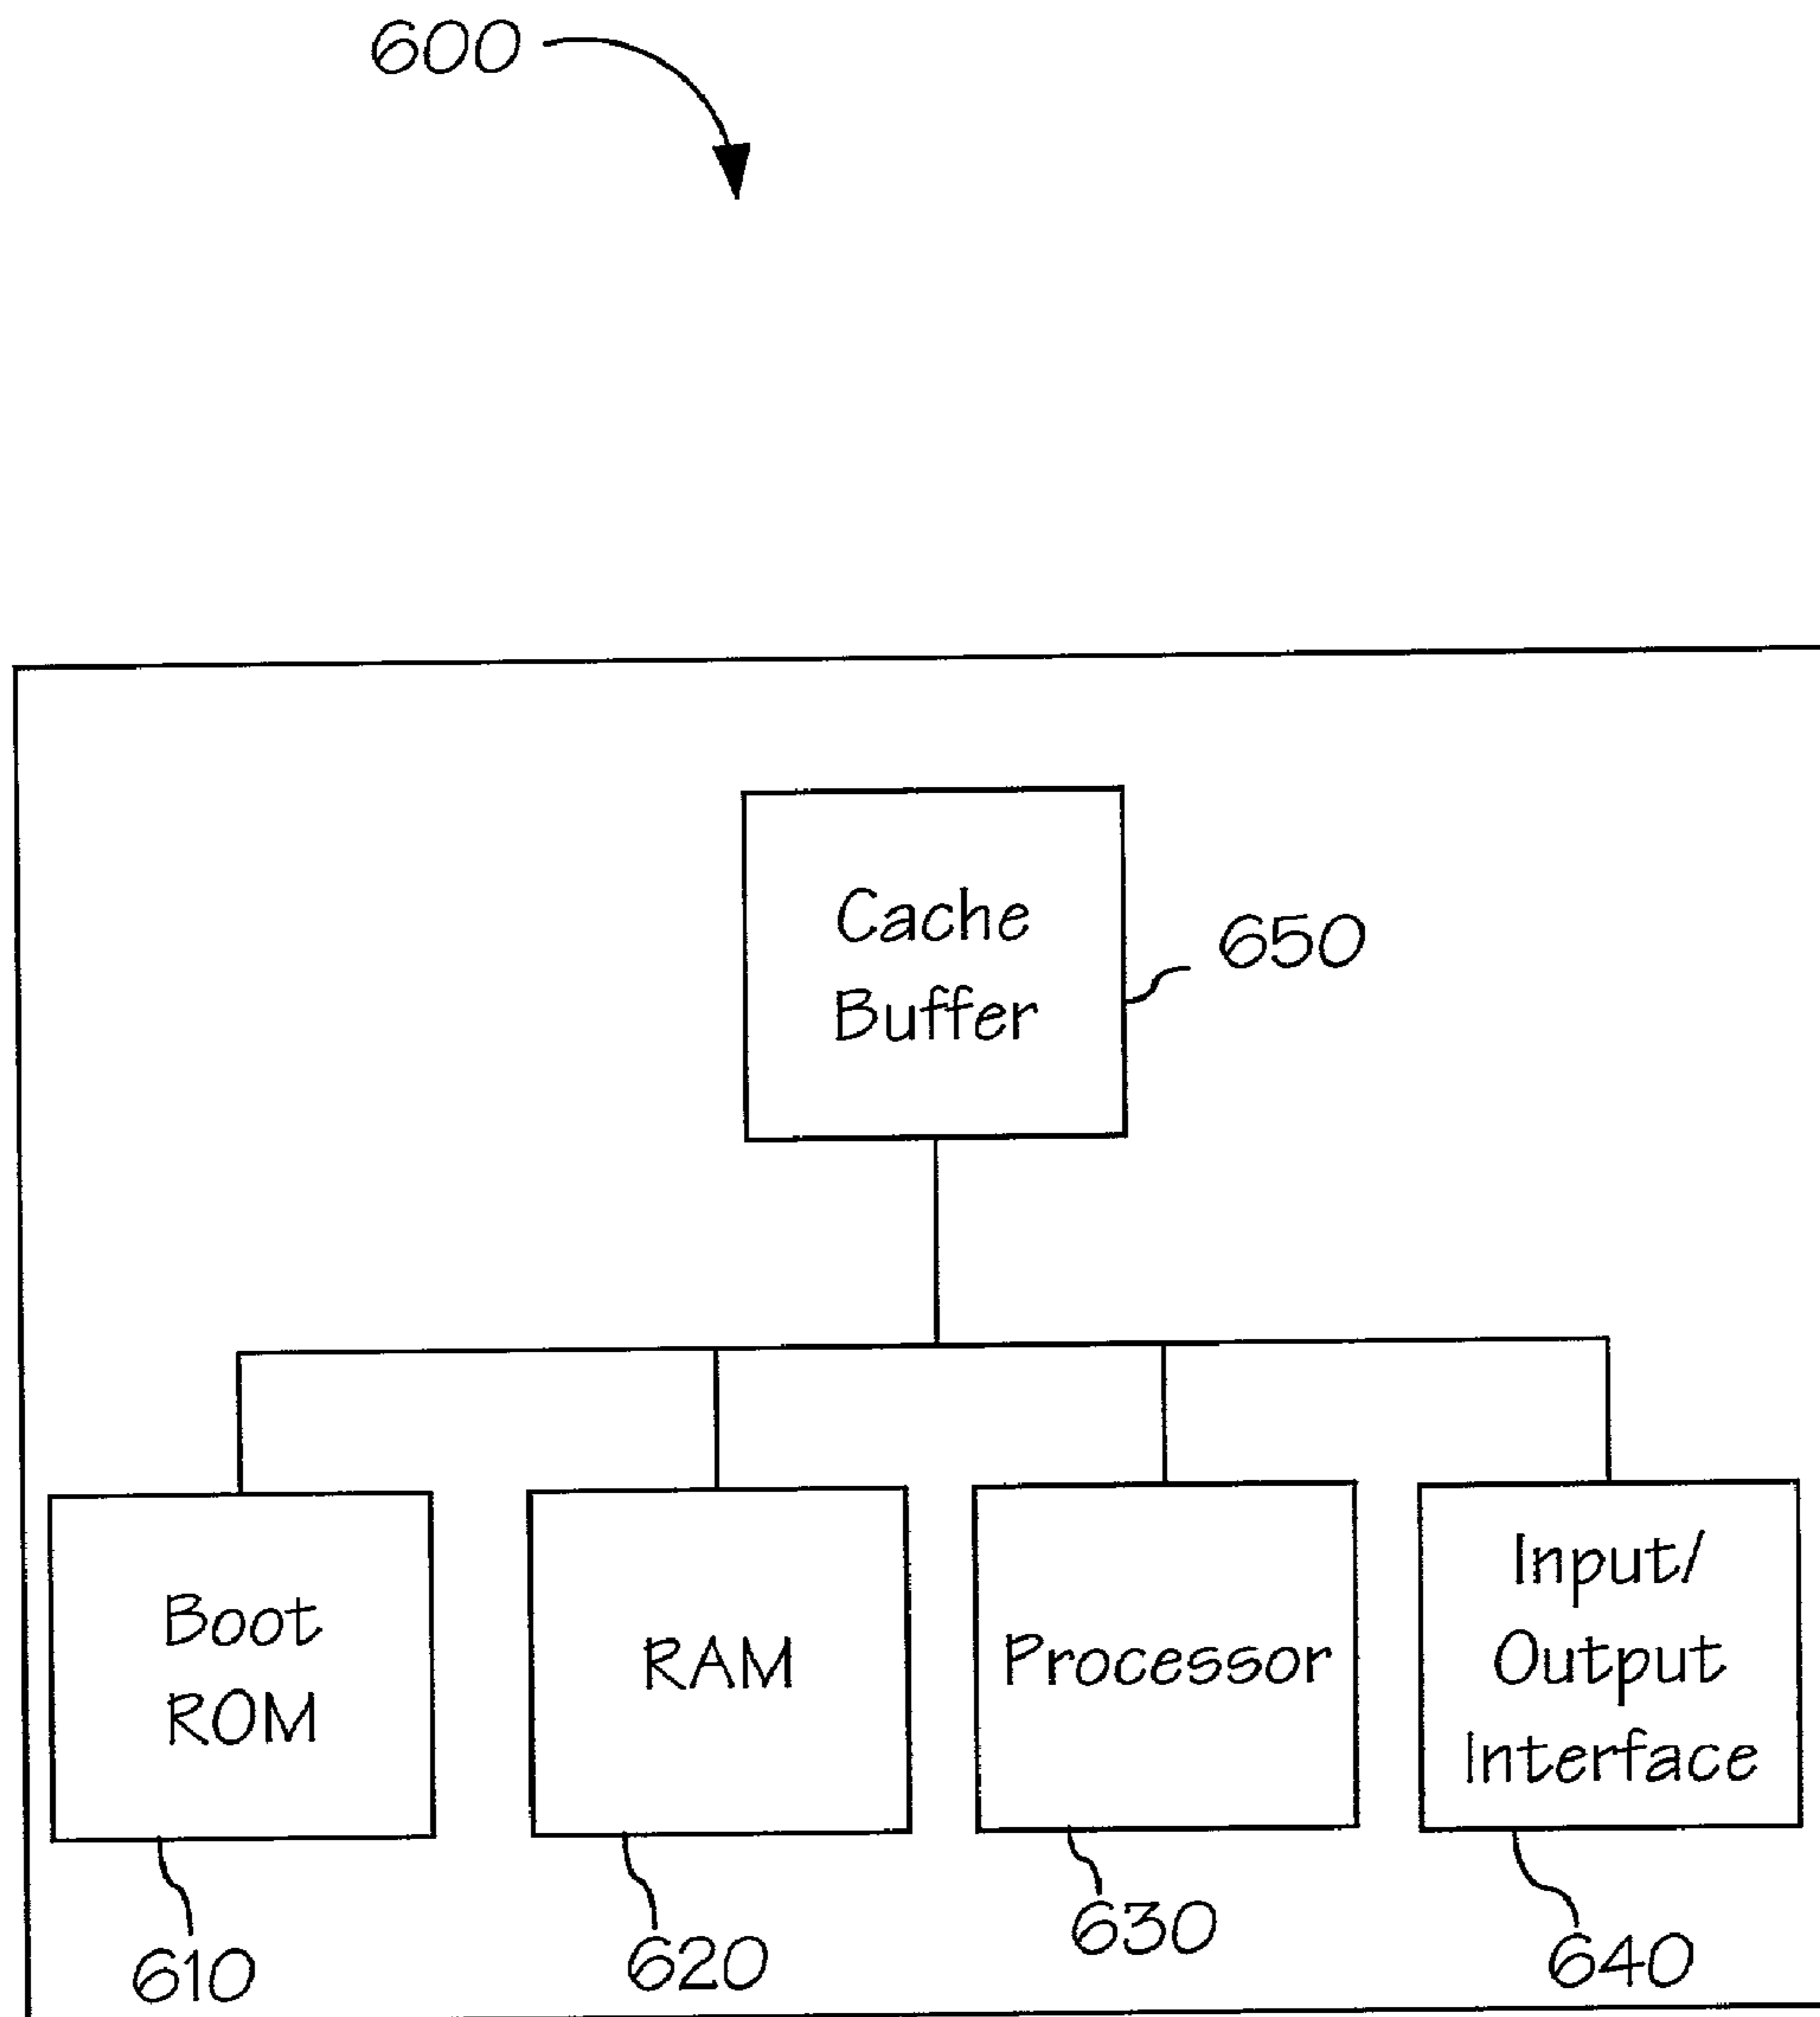 600
Cache
Buffer
650
Boot
ROM
RAM
Processor
Input/
Output
Interface
610
620
630
640